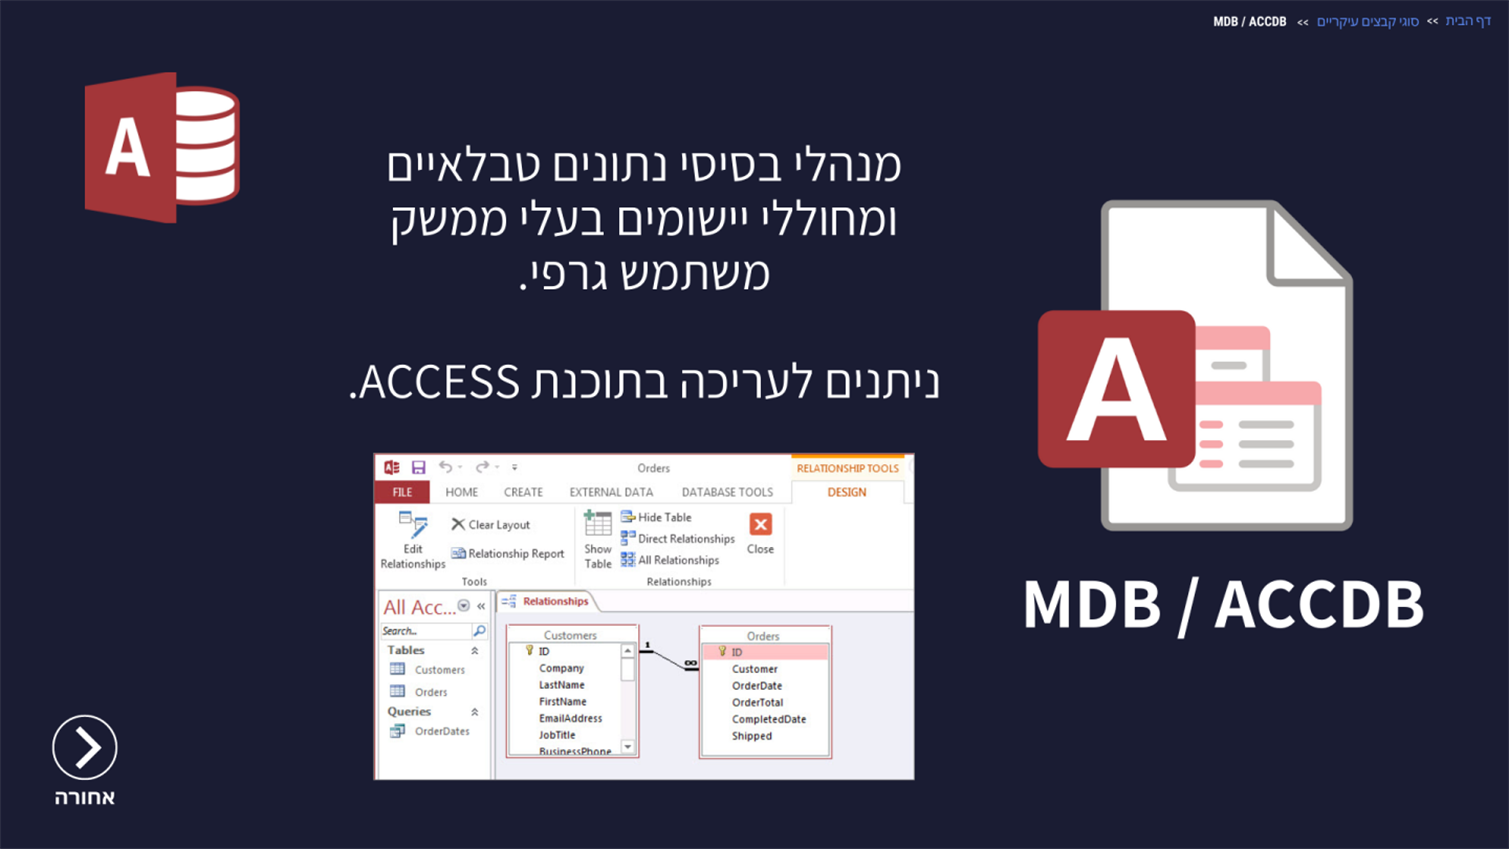 דף הבית >> סוגי קבצים עיקריים >> MDB / ACCDB
A
מנהלי בסיסי נתונים טבלאיים
ומחוללי יישומים בעלי ממשק
משתמש גרפי.
ניתנים לעריכה בתוכנת ACCESS.
A
MDB / ACCDB
Orders
RELATIONSHIP TOOLS
FILE HOME CREATE EXTERNAL DATA DATABASE TOOLS DESIGN
Edit Relationships
Clear Layout
Relationship Report
Tools
Show Table
Hide Table
Direct Relationships
All Relationships
Close
Relationships
All Acc... «
Search...
Tables
Customers
Orders
Queries
OrderDates
Relationships
Customers
ID
Company
LastName
FirstName
EmailAddress
JobTitle
BusinessPhone
1 ∞
Orders
ID
Customer
OrderDate
OrderTotal
CompletedDate
Shipped
אחורה